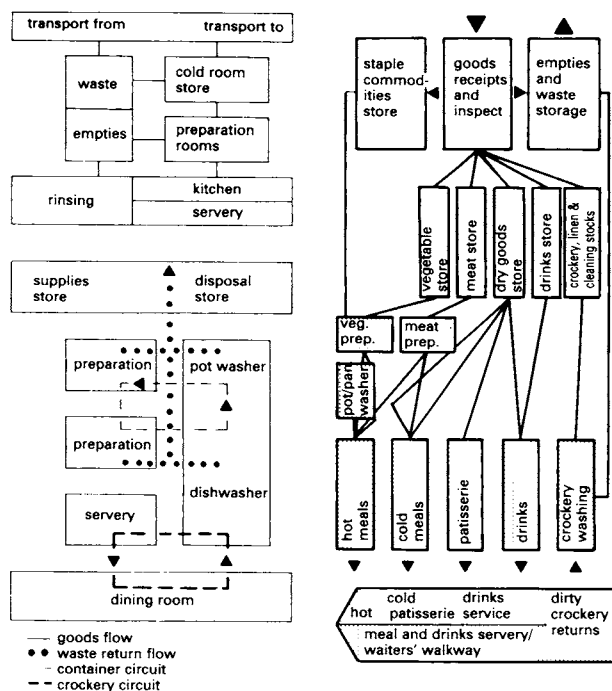 transport from transport to
waste
cold room
store
empties
preparation
rooms
rinsing
kitchen
servery
supplies
store
disposal
store
preparation
pot washer
preparation
dishwasher
servery
dining room
goods flow
waste return flow
container circuit
crockery circuit
staple
commod-
ities
store
goods
receipts
and
inspect
empties
and
waste
storage
vegetable
store
meat store
dry goods
store
drinks store
crockery, linen &
cleaning stocks
veg.
prep.
meat
prep.
pot/pan
washer
hot
meals
cold
meals
patisserie
drinks
crockery
washing
hot
cold
patisserie
drinks
service
dirty
crockery
returns
meal and drinks servery/
waiters' walkway